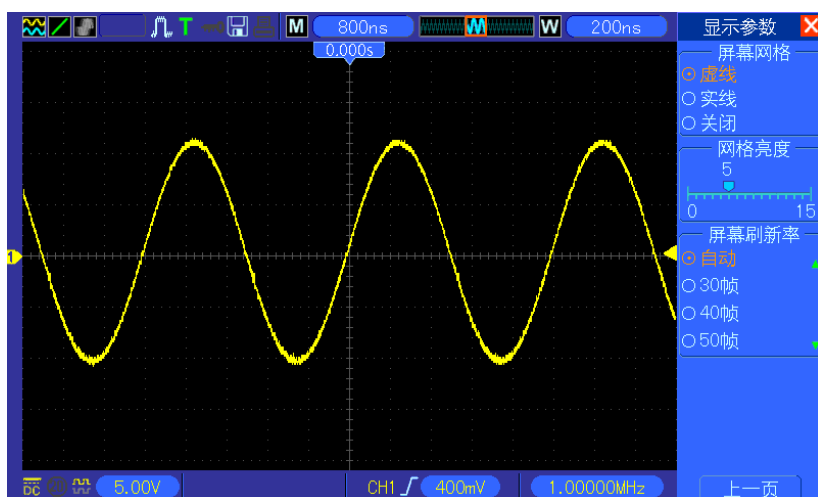 T M 800ns W 200ns 显示参数
0.000s
屏幕网格
虚线
实线
关闭
网格亮度
5
0 15
屏幕刷新率
自动
30帧
40帧
50帧
1
DC 5.00V CH1 400mV 1.00000MHz 上一页